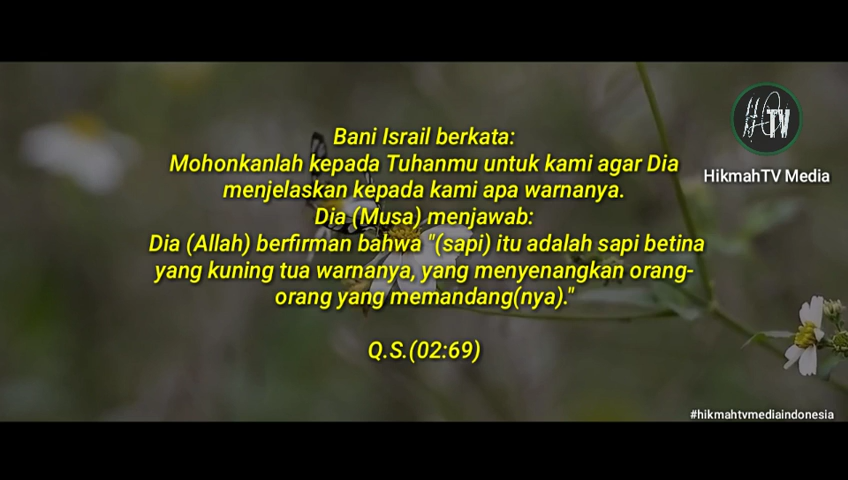 Bani Israil berkata:
Mohonkanlah kepada Tuhanmu untuk kami agar Dia
menjelaskan kepada kami apa warnanya.
Dia (Musa) menjawab:
Dia (Allah) berfirman bahwa "(sapi) itu adalah sapi betina
yang kuning tua warnanya, yang menyenangkan orang-
orang yang memandang(nya)."
Q.S.(02:69)
TV
HikmahTV Media
#hikmahtvmediaindonesia